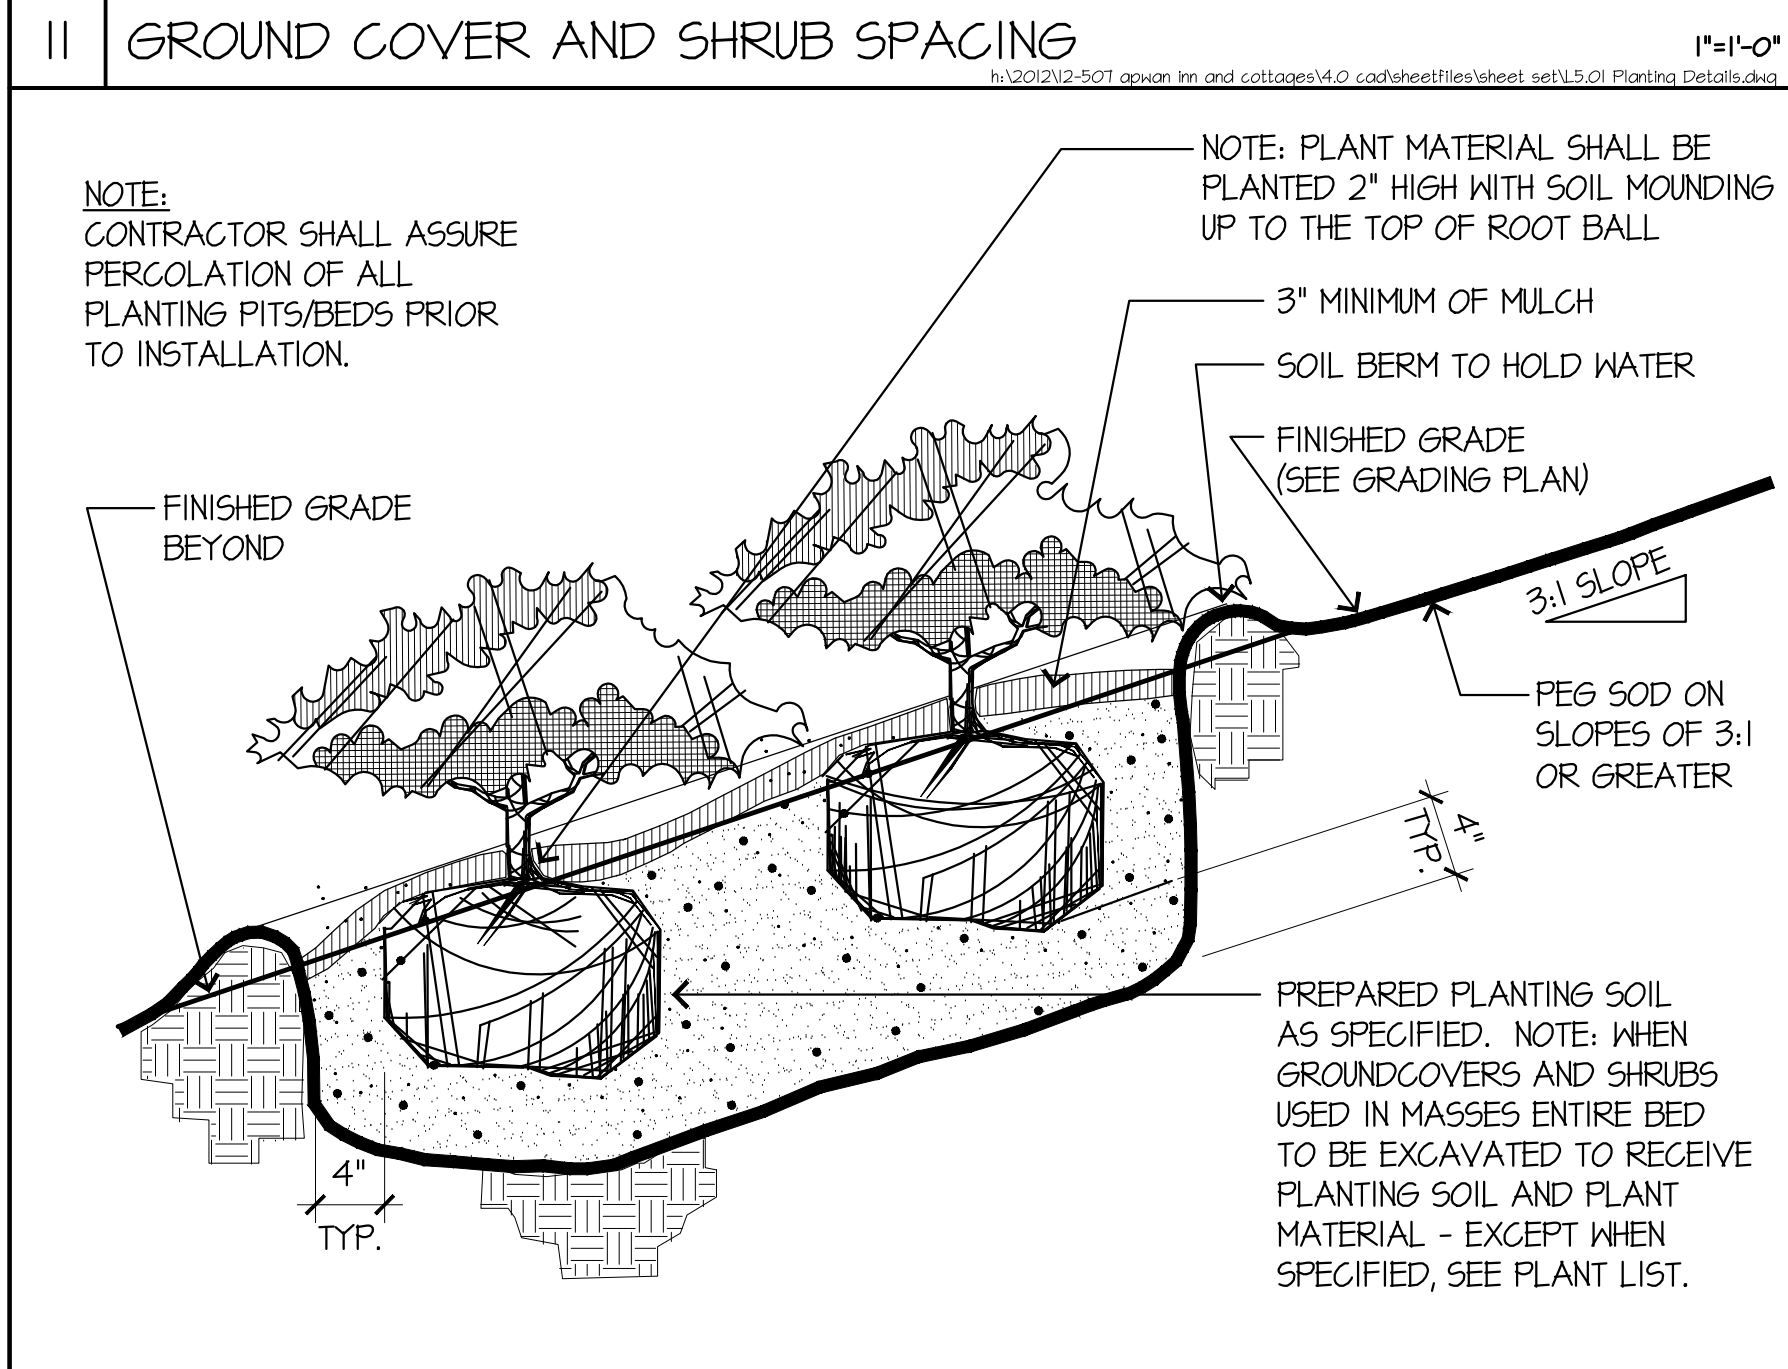 11 GROUND COVER AND SHRUB SPACING
1"=1'-0"
h:\2012\12-507 apwan inn and cottages\4.0 cad\sheetfiles\sheet set\L5.01 Planting Details.dwg
NOTE:
CONTRACTOR SHALL ASSURE
PERCOLATION OF ALL
PLANTING PITS/BEDS PRIOR
TO INSTALLATION.
NOTE: PLANT MATERIAL SHALL BE
PLANTED 2" HIGH WITH SOIL MOUNDING
UP TO THE TOP OF ROOT BALL
3" MINIMUM OF MULCH
SOIL BERM TO HOLD WATER
FINISHED GRADE
(SEE GRADING PLAN)
FINISHED GRADE
BEYOND
3:1 SLOPE
PEG SOD ON
SLOPES OF 3:1
OR GREATER
4"
TYP.
PREPARED PLANTING SOIL
AS SPECIFIED. NOTE: WHEN
GROUNDCOVERS AND SHRUBS
USED IN MASSES ENTIRE BED
TO BE EXCAVATED TO RECEIVE
PLANTING SOIL AND PLANT
MATERIAL - EXCEPT WHEN
SPECIFIED, SEE PLANT LIST.
4"
TYP.